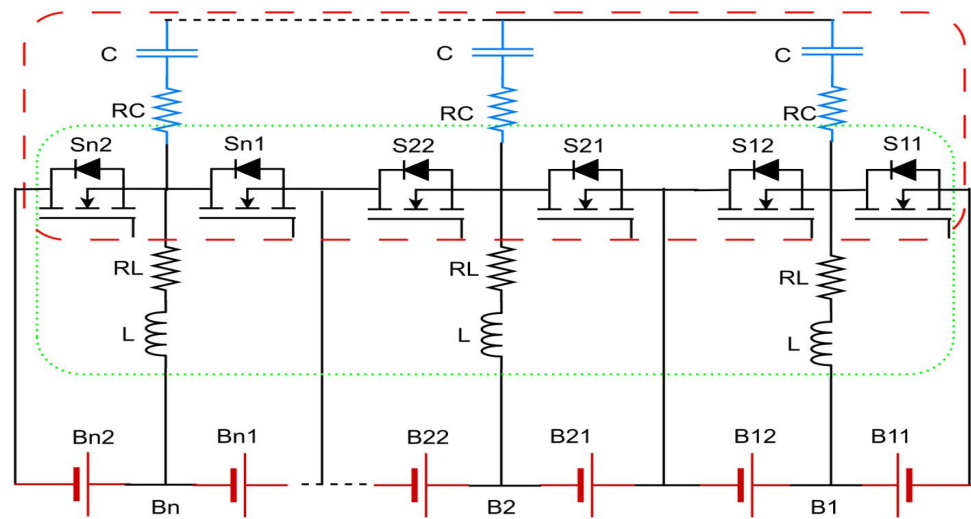 C C C
RC RC RC
Sn2 Sn1 S22 S21 S12 S11
RL RL RL
L L L
Bn2 Bn1 B22 B21 B12 B11
Bn B2 B1